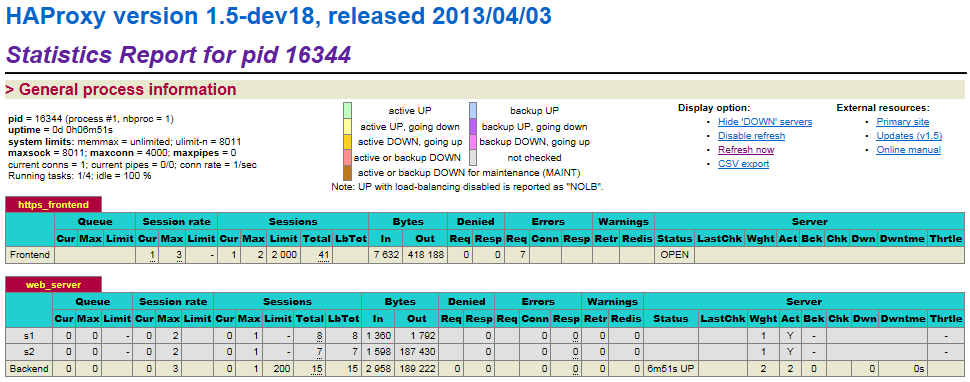 HAProxy version 1.5-dev18, released 2013/04/03
Statistics Report for pid 16344
> General process information
pid = 16344 (process #1, nbproc = 1)
uptime = 0d 0h06m51s
system limits: memmax = unlimited; ulimit-n = 8011
maxsock = 8011; maxconn = 4000; maxpipes = 0
current conns = 1; current pipes = 0/0; conn rate = 1/sec
Running tasks: 1/4; idle = 100 %
active UP backup UP
active UP, going down backup UP, going down
active DOWN, going up backup DOWN, going up
active or backup DOWN not checked
active or backup DOWN for maintenance (MAINT)
Note: UP with load-balancing disabled is reported as "NOLB".
Display option:
• Hide 'DOWN' servers
• Disable refresh
• Refresh now
• CSV export
External resources:
• Primary site
• Updates (v1.5)
• Online manual
https_frontend
Queue Session rate Sessions Bytes Denied Errors Warnings Server
Cur Max Limit Cur Max Limit Cur Max Limit Total LbTot In Out Req Resp Req Conn Resp Retr Redis Status LastChk Wght Act Bck Chk Dwn Dwntme Thrtle
Frontend 1 3 - 1 2 2 000 41 7 632 418 188 0 0 7 OPEN
web_server
Queue Session rate Sessions Bytes Denied Errors Warnings Server
Cur Max Limit Cur Max Limit Cur Max Limit Total LbTot In Out Req Resp Req Conn Resp Retr Redis Status LastChk Wght Act Bck Chk Dwn Dwntme Thrtle
s1 0 0 - 0 2 0 1 - 8 8 1 360 1 792 0 0 0 0 0 1 Y - -
s2 0 0 - 0 2 0 1 - 7 7 1 598 187 430 0 0 0 0 0 1 Y - -
Backend 0 0 0 3 0 1 200 15 15 2 958 189 222 0 0 0 0 0 0 6m51s UP 2 2 0 0 0s